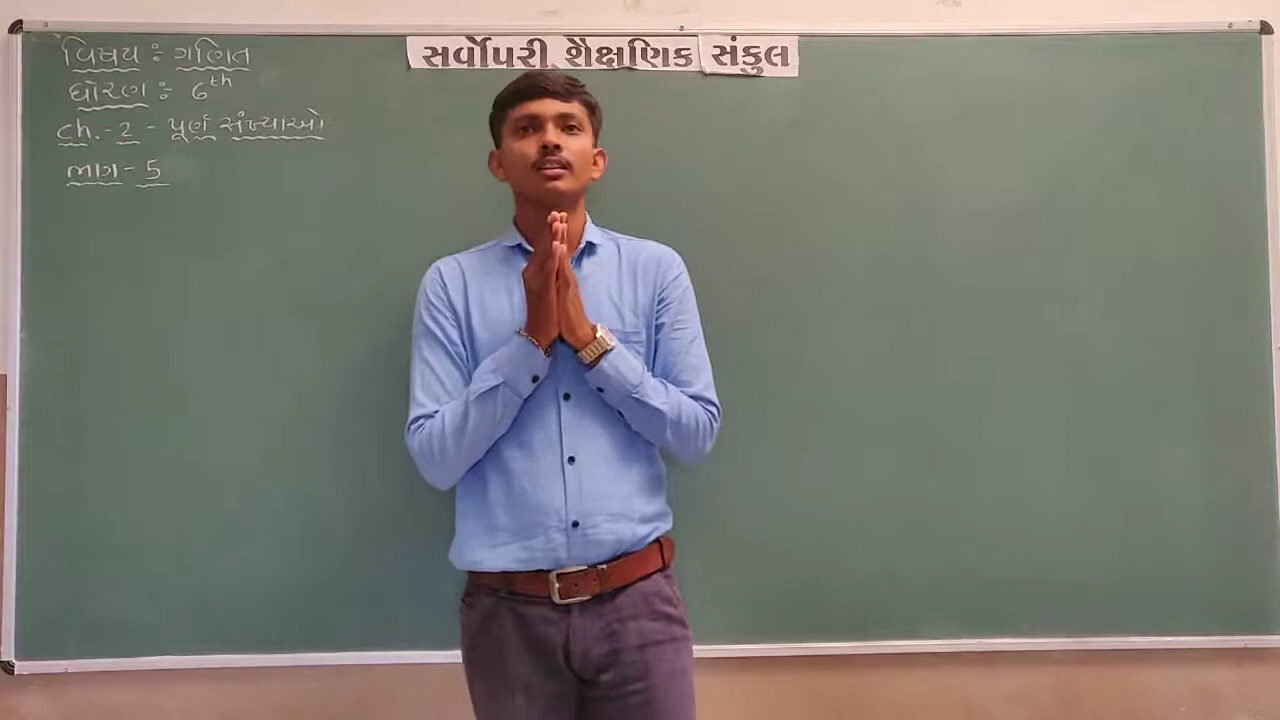 સર્વોપરી શૈક્ષણિક સંકુલ
વિષય : ગણિત
ધોરણ : 6th
ch. - 2 - પૂર્ણ સંખ્યાઓ
ભાગ - 5